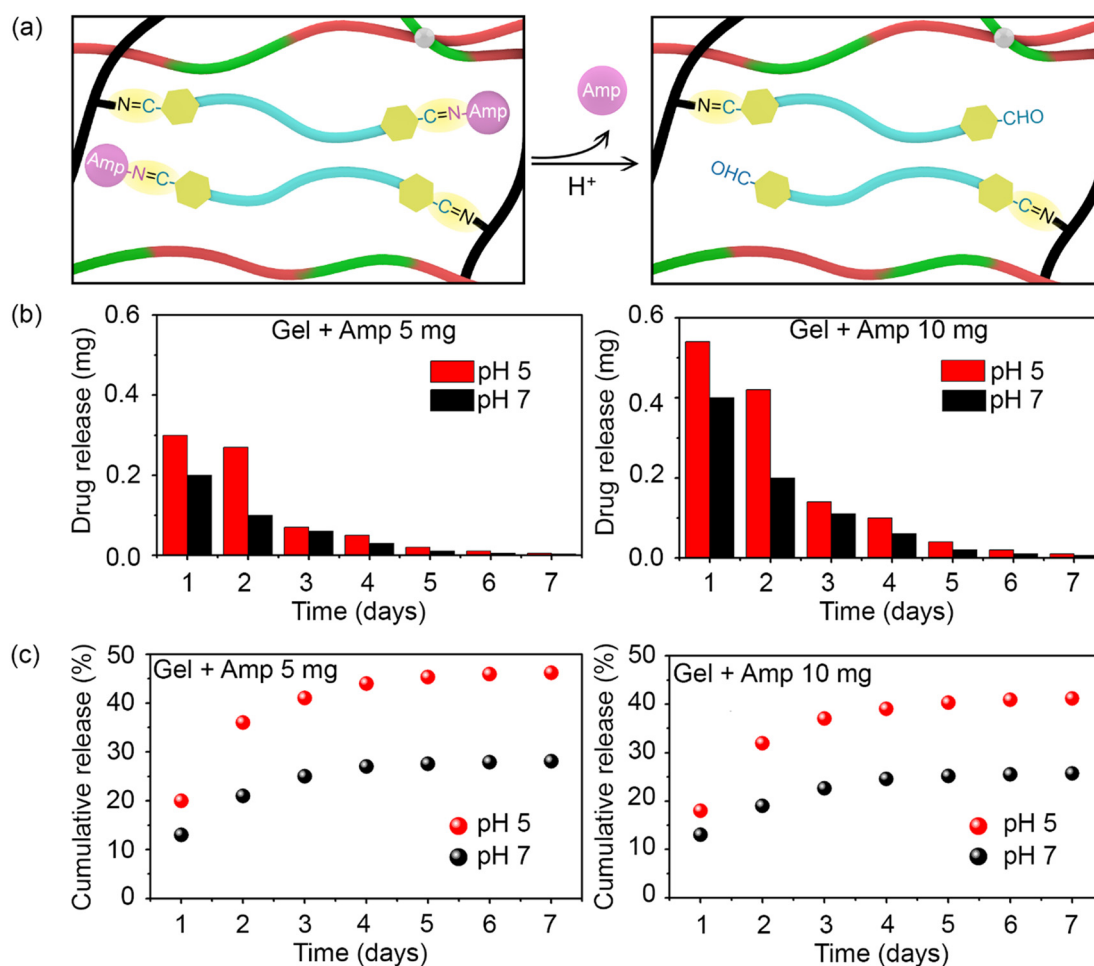 (a)
N=C
C=N-Amp
Amp
CHO
N=C
Amp-N=C
C=N
H+
OHC
C=N
(b)
Gel + Amp 5 mg
pH 5
pH 7
Drug release (mg)
0.6
0.4
0.2
0.0
1 2 3 4 5 6 7
Time (days)
Gel + Amp 10 mg
pH 5
pH 7
Drug release (mg)
0.6
0.4
0.2
0.0
1 2 3 4 5 6 7
Time (days)
(c)
Gel + Amp 5 mg
Cumulative release (%)
50
40
30
20
10
0
pH 5
pH 7
1 2 3 4 5 6 7
Time (days)
Gel + Amp 10 mg
Cumulative release (%)
50
40
30
20
10
0
pH 5
pH 7
1 2 3 4 5 6 7
Time (days)